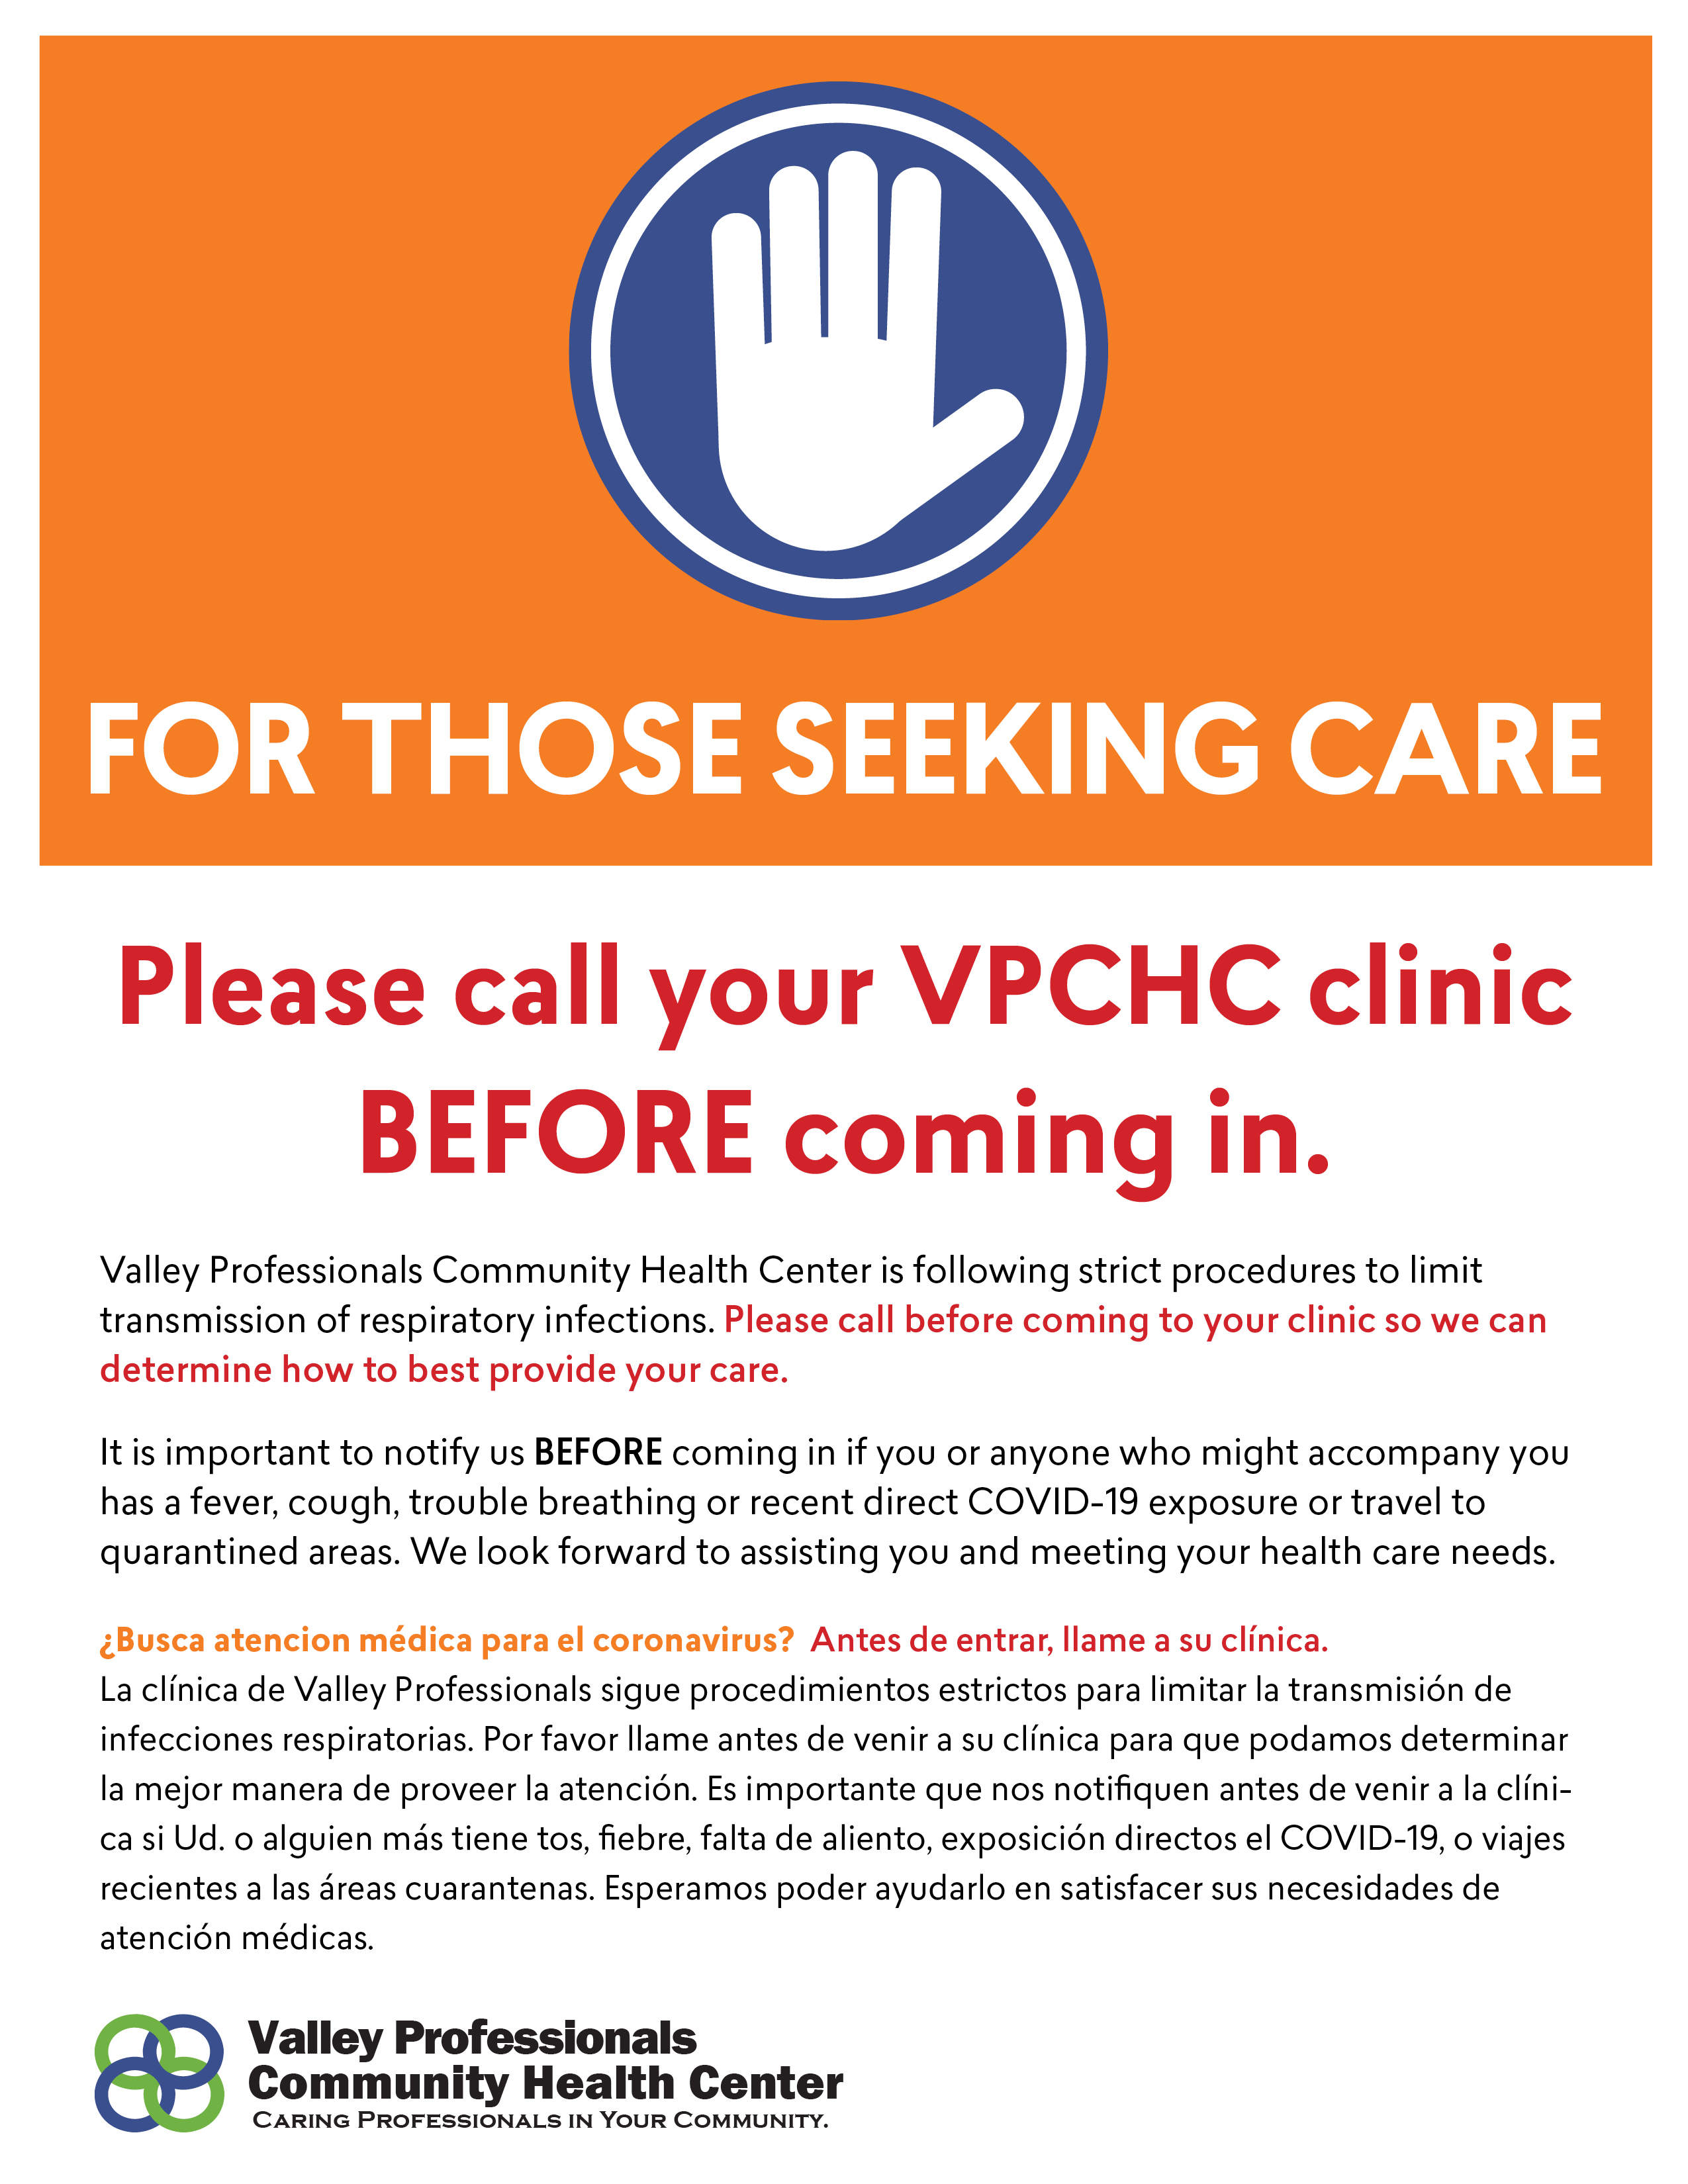 FOR THOSE SEEKING CARE
Please call your VPCHC clinic
BEFORE coming in.
Valley Professionals Community Health Center is following strict procedures to limit
transmission of respiratory infections. Please call before coming to your clinic so we can
determine how to best provide your care.
It is important to notify us BEFORE coming in if you or anyone who might accompany you
has a fever, cough, trouble breathing or recent direct COVID-19 exposure or travel to
quarantined areas. We look forward to assisting you and meeting your health care needs.
¿Busca atencion médica para el coronavirus? Antes de entrar, llame a su clínica.
La clínica de Valley Professionals sigue procedimientos estrictos para limitar la transmisión de
infecciones respiratorias. Por favor llame antes de venir a su clínica para que podamos determinar
la mejor manera de proveer la atención. Es importante que nos notifiquen antes de venir a la clíni-
ca si Ud. o alguien más tiene tos, fiebre, falta de aliento, exposición directos el COVID-19, o viajes
recientes a las áreas cuarantenas. Esperamos poder ayudarlo en satisfacer sus necesidades de
atención médicas.
Valley Professionals
Community Health Center
CARING PROFESSIONALS IN YOUR COMMUNITY.